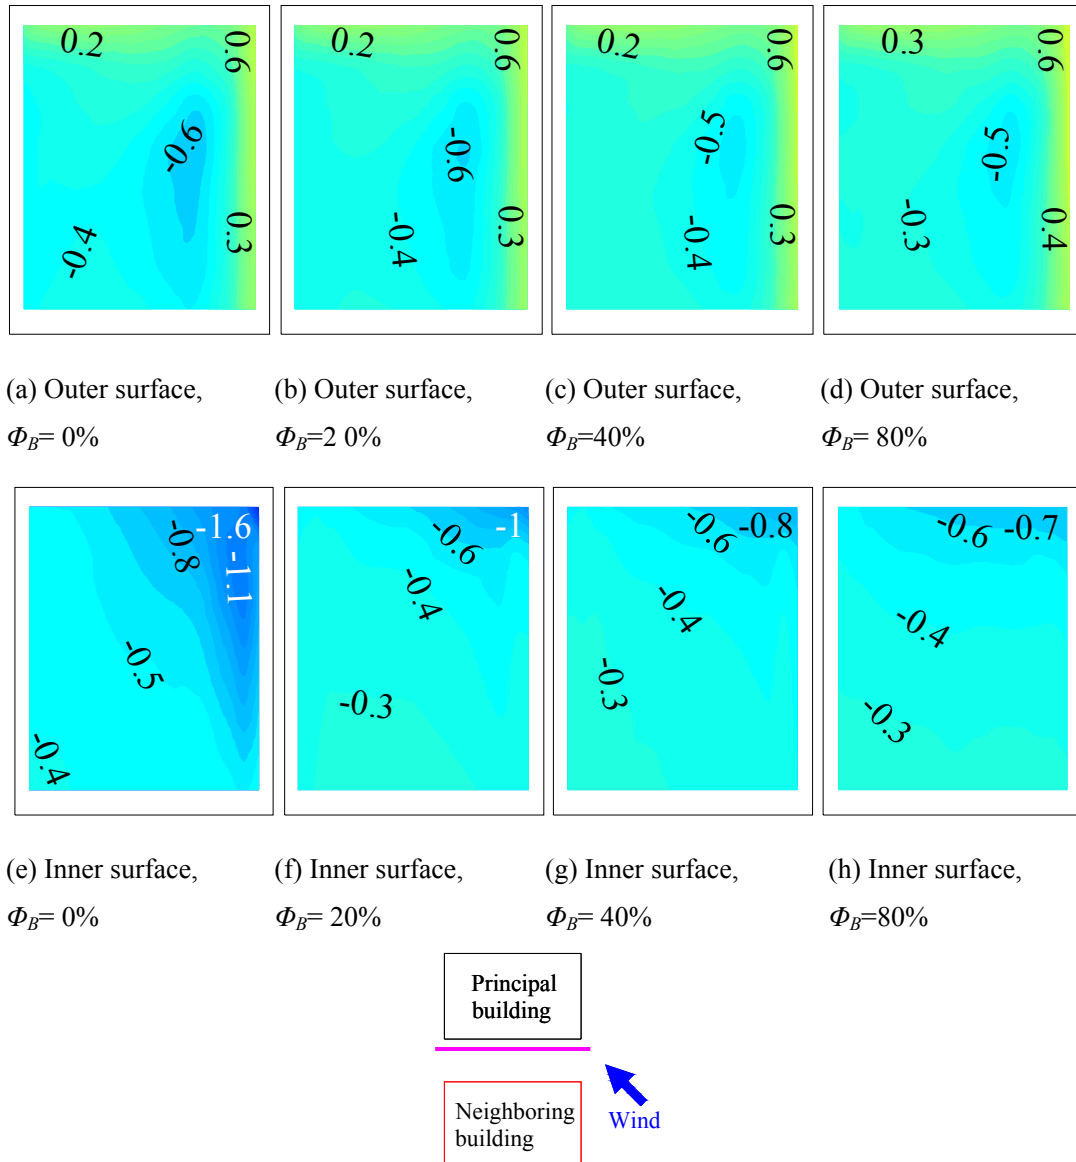 0.2
0.6
-0.6
0.3
-0.4
0.2
0.6
-0.6
0.3
-0.4
0.2
0.6
-0.5
0.3
-0.4
0.3
0.6
-0.5
0.4
-0.3
(a) Outer surface,
ΦB= 0%
(b) Outer surface,
ΦB=2 0%
(c) Outer surface,
ΦB=40%
(d) Outer surface,
ΦB= 80%
-1.6
-0.8
-1.1
-0.5
-0.4
-1
-0.6
-0.4
-0.3
-0.8
-0.6
-0.4
-0.3
-0.6
-0.7
-0.4
-0.3
(e) Inner surface,
ΦB= 0%
(f) Inner surface,
ΦB= 20%
(g) Inner surface,
ΦB= 40%
(h) Inner surface,
ΦB=80%
Principal
building
Neighboring
building
Wind